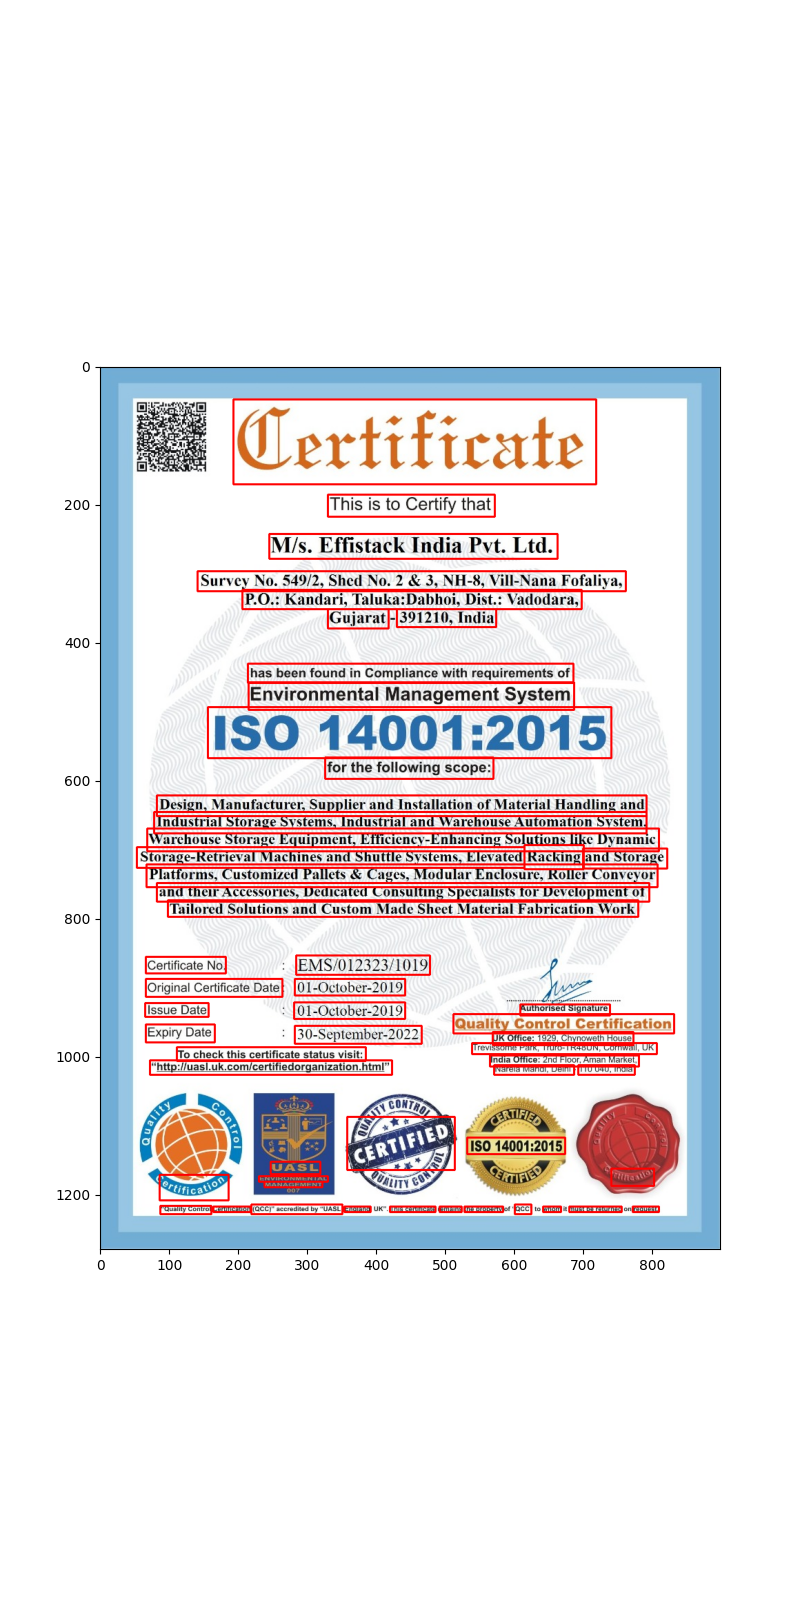 Certificate
This is to Certify that
M/s. Effistack India Pvt. Ltd.
Survey No. 549/2, Shed No. 2 & 3, NH-8, Vill-Nana Fofaliya,
P.O.: Kandari, Taluka:Dabhoi, Dist.: Vadodara,
Gujarat - 391210, India
has been found in Compliance with requirements of
Environmental Management System
ISO 14001:2015
for the following scope:
Design, Manufacturer, Supplier and Installation of Material Handling and
Industrial Storage Systems, Industrial and Warehouse Automation System,
Warehouse Storage Equipment, Efficiency-Enhancing Solutions like Dynamic
Storage-Retrieval Machines and Shuttle Systems, Elevated Racking and Storage
Platforms, Customized Pallets & Cages, Modular Enclosure, Roller Conveyor
and their Accessories, Dedicated Consulting Specialists for Development of
Tailored Solutions and Custom Made Sheet Material Fabrication Work
Certificate No. : EMS/012323/1019
Original Certificate Date : 01-October-2019
Issue Date : 01-October-2019
Expiry Date : 30-September-2022
To check this certificate status visit:
"http://uasl.uk.com/certifiedorganization.html"
Authorised Signature
Quality Control Certification
UK Office: 1929, Chynoweth House
Trevissome Park, Truro-TR48UN, Cornwall, UK
India Office: 2nd Floor, Aman Market,
Narela Mandi, Delhi - 110 040, India
Quality Control
Certification
UASL
ENVIRONMENTAL
MANAGEMENT
007
QUALITY CONTROL
CERTIFIED
QUALITY CONTROL
CERTIFIED
ISO 14001:2015
CERTIFIED
Quality Control
Certification
"Quality Control Certification (QCC)" accredited by "UASL England UK". This certificate remains the property of "QCC" to whom it must be returned on request.
0
200
400
600
800
1000
1200
0 100 200 300 400 500 600 700 800